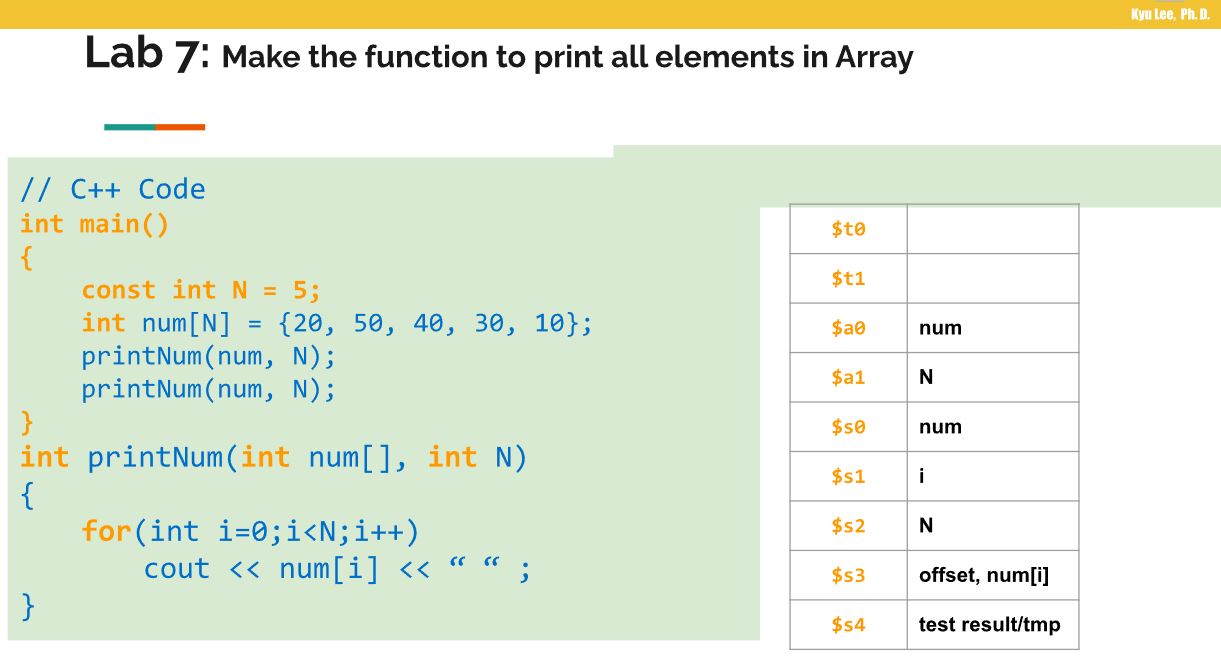 Kyu Lee, Ph. D.
Lab 7: Make the function to print all elements in Array
// C++ Code
int main()
{
const int N = 5;
int num[N] = {20, 50, 40, 30, 10};
printNum(num, N);
printNum(num, N);
}
int printNum(int num[], int N)
{
for(int i=0;i<N;i++)
cout << num[i] << “ “ ;
}
$t0
$t1
$a0 num
$a1 N
$s0 num
$s1 i
$s2 N
$s3 offset, num[i]
$s4 test result/tmp